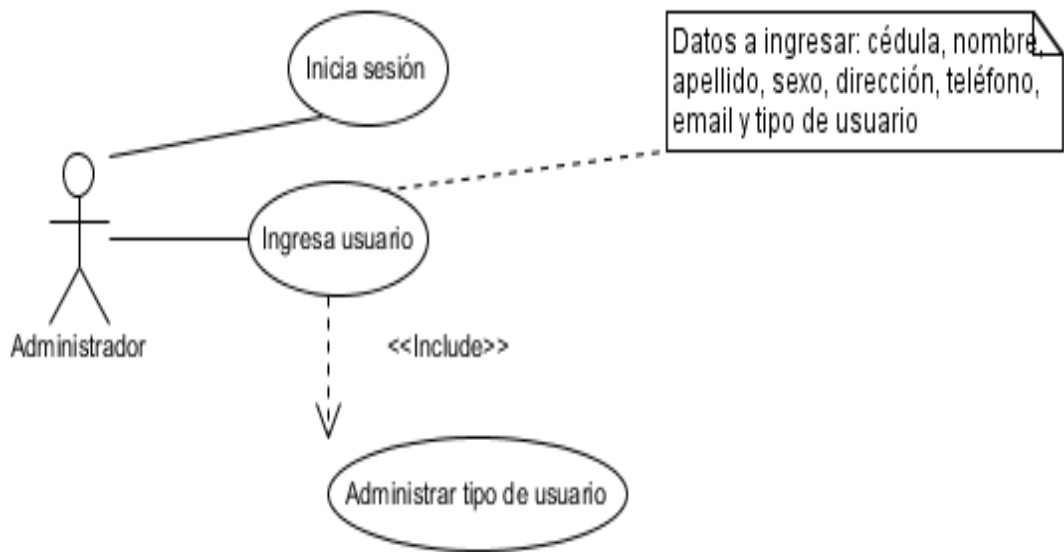 Inicia sesión
Datos a ingresar: cédula, nombre,
apellido, sexo, dirección, teléfono,
email y tipo de usuario
Ingresa usuario
Administrador
<<Include>>
Administrar tipo de usuario